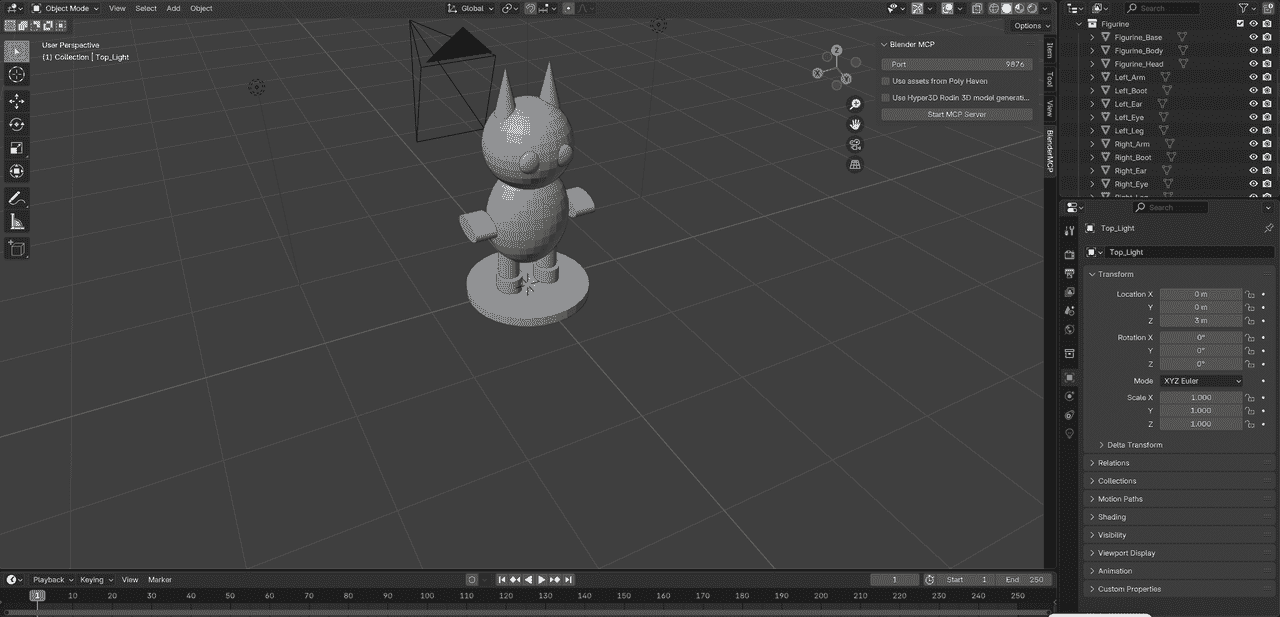 Object Mode View Select Add Object Global
Options
User Perspective
(1) Collection | Top_Light
Z
X
Y
Blender MCP
Port 9876
Use assets from Poly Haven
Use Hyper3D Rodin 3D model generati...
Start MCP Server
Item
Tool
View
BlenderMCP
Search
Figurine
Figurine_Base
Figurine_Body
Figurine_Head
Left_Arm
Left_Boot
Left_Ear
Left_Eye
Left_Leg
Right_Arm
Right_Boot
Right_Ear
Right_Eye
Search
Top_Light
Top_Light
Transform
Location X 0 m
Y 0 m
Z 3 m
Rotation X 0°
Y 0°
Z 0°
Mode XYZ Euler
Scale X 1.000
Y 1.000
Z 1.000
Delta Transform
Relations
Collections
Motion Paths
Shading
Visibility
Viewport Display
Animation
Custom Properties
Playback Keying View Marker 1 Start 1 End 250
1 10 20 30 40 50 60 70 80 90 100 110 120 130 140 150 160 170 180 190 200 210 220 230 240 250